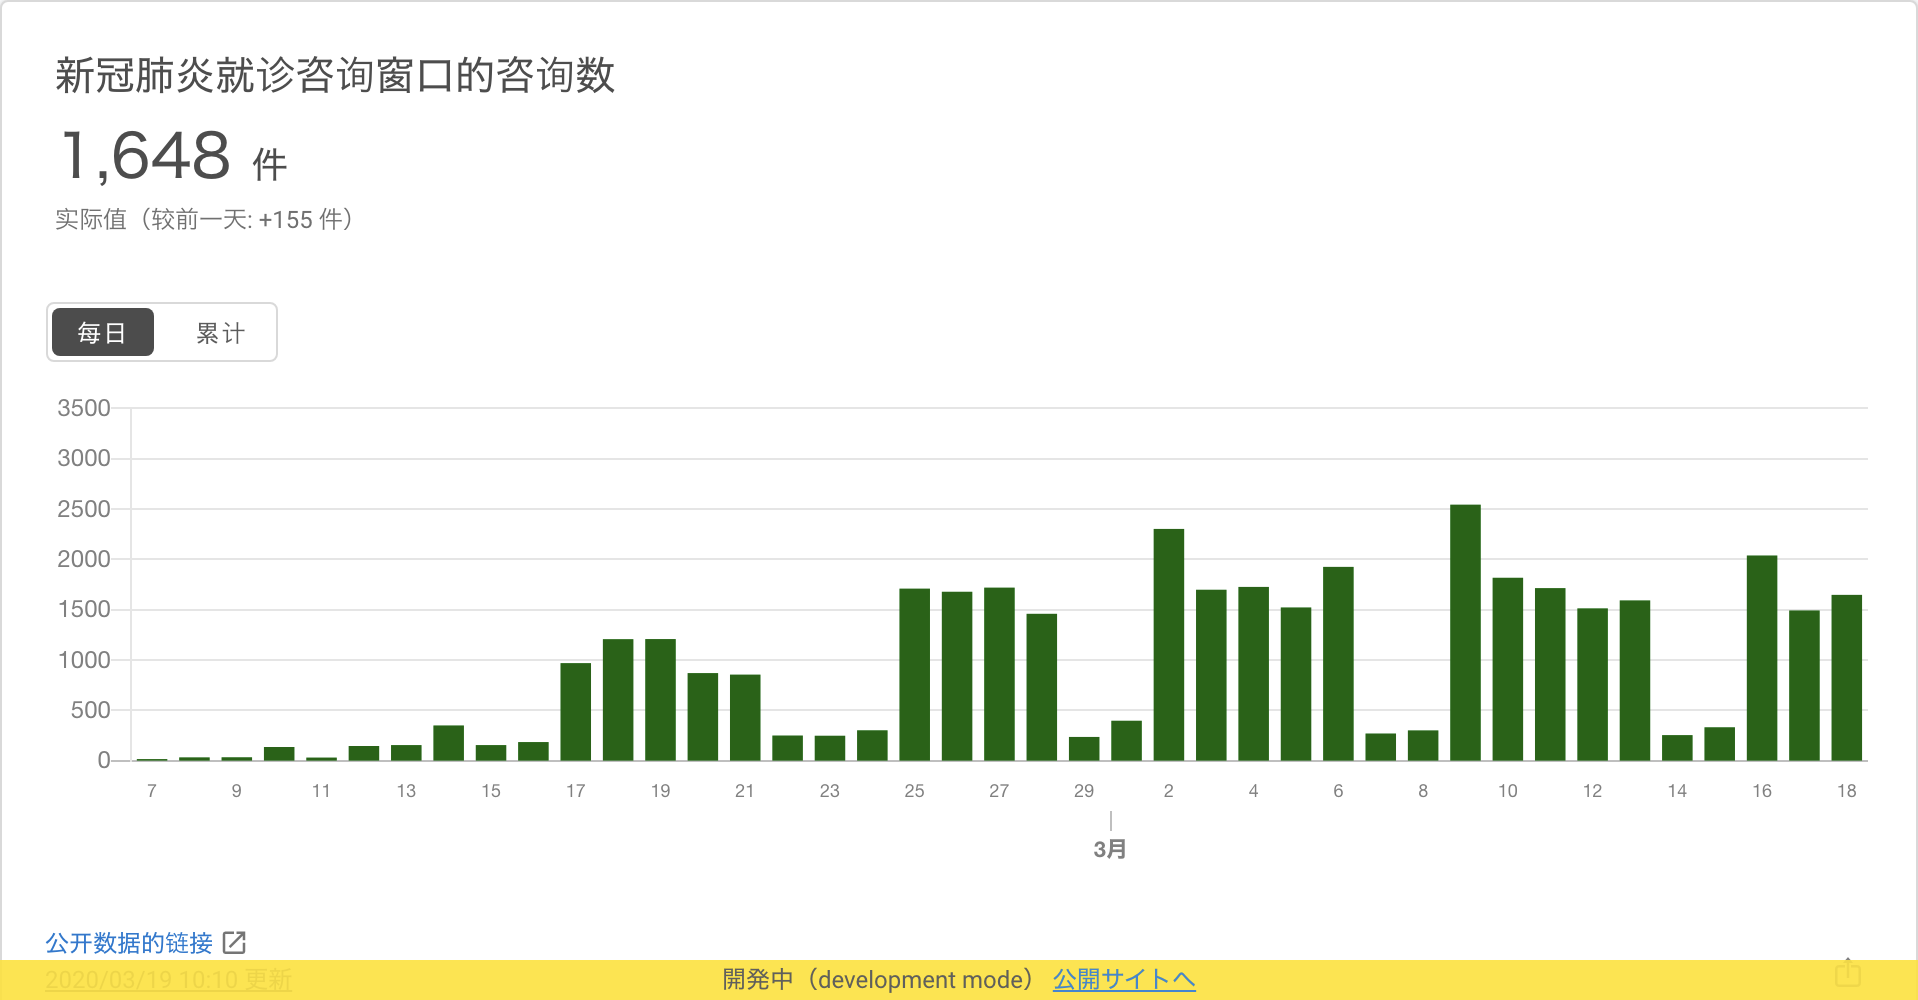 新冠肺炎就诊咨询窗口的咨询数
1,648 件
实际值（较前一天: +155 件）
每日 累计
3500
3000
2500
2000
1500
1000
500
0
7 9 11 13 15 17 19 21 23 25 27 29 2 4 6 8 10 12 14 16 18
3月
公开数据的链接
2020/03/19 10:10 更新
開発中（development mode） 公開サイトへ